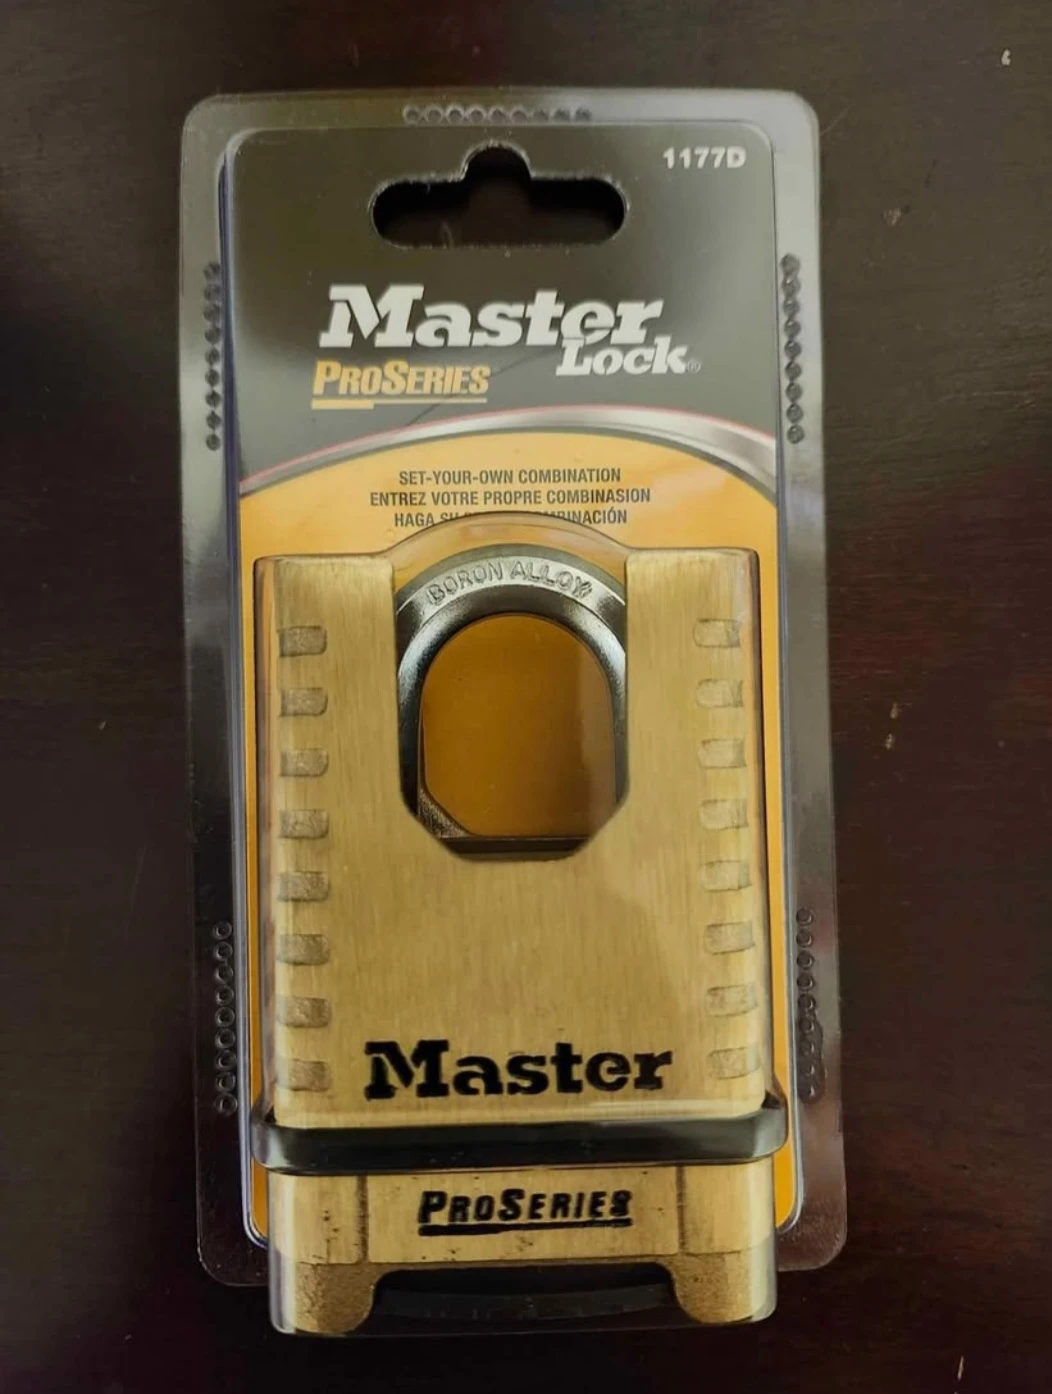 1177D
Master
Lock®
PROSERIES
SET-YOUR-OWN COMBINATION
ENTREZ VOTRE PROPRE COMBINASION
HAGA
BORON ALLOY
Master
PROSERIES